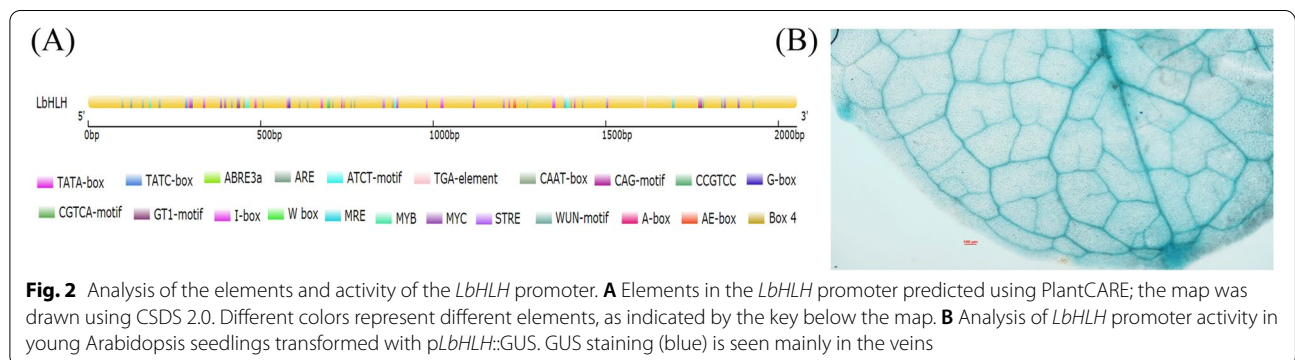 (A)
(B)
LbHLH
5'
3'
0bp 500bp 1000bp 1500bp 2000bp
TATA-box TATC-box ABRE3a ARE ATCT-motif TGA-element CAAT-box CAG-motif CCGTCC G-box
CGTCA-motif GT1-motif I-box W box MRE MYB MYC STRE WUN-motif A-box AE-box Box 4
100 μm
Fig. 2 Analysis of the elements and activity of the LbHLH promoter. A Elements in the LbHLH promoter predicted using PlantCARE; the map was
drawn using CSDS 2.0. Different colors represent different elements, as indicated by the key below the map. B Analysis of LbHLH promoter activity in
young Arabidopsis seedlings transformed with pLbHLH::GUS. GUS staining (blue) is seen mainly in the veins